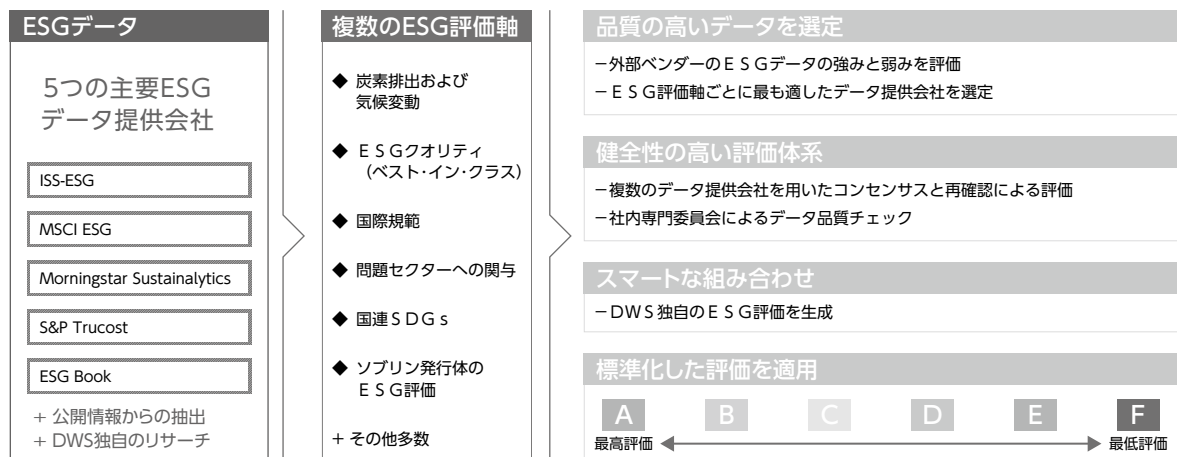 ESGデータ
5つの主要ESG
データ提供会社
ISS-ESG
MSCI ESG
Morningstar Sustainalytics
S&P Trucost
ESG Book
+ 公開情報からの抽出
+ DWS独自のリサーチ
複数のESG評価軸
◆ 炭素排出および
気候変動
◆ ＥＳＧクオリティ
（ベスト・イン・クラス）
◆ 国際規範
◆ 問題セクターへの関与
◆ 国連ＳＤＧｓ
◆ ソブリン発行体の
ＥＳＧ評価
+ その他多数
品質の高いデータを選定
－外部ベンダーのＥＳＧデータの強みと弱みを評価
－ＥＳＧ評価軸ごとに最も適したデータ提供会社を選定
健全性の高い評価体系
－複数のデータ提供会社を用いたコンセンサスと再確認による評価
－社内専門委員会によるデータ品質チェック
スマートな組み合わせ
－ＤＷＳ独自のＥＳＧ評価を生成
標準化した評価を適用
A B C D E F
最高評価 最低評価